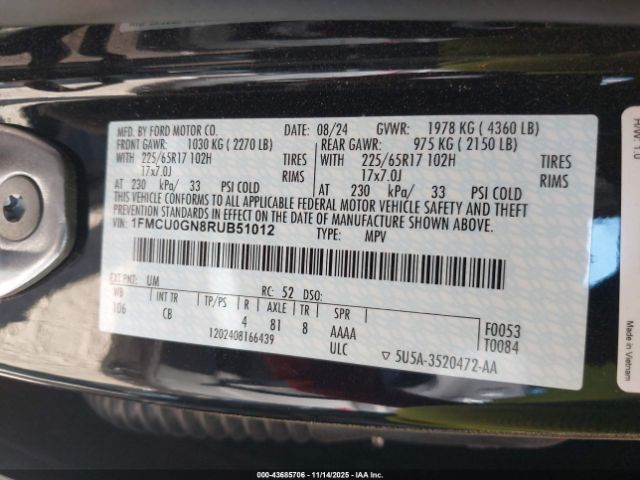 MFD. BY FORD MOTOR CO.
DATE: 08/24 GVWR: 1978 KG ( 4360 LB)
FRONT GAWR: 1030 KG ( 2270 LB) REAR GAWR: 975 KG ( 2150 LB)
WITH 225/65R17 102H TIRES WITH 225/65R17 102H TIRES
17x7.0J RIMS 17x7.0J RIMS
AT 230 kPa/ 33 PSI COLD AT 230 kPa/ 33 PSI COLD
THIS VEHICLE CONFORMS TO ALL APPLICABLE FEDERAL MOTOR VEHICLE SAFETY AND THEFT
PREVENTION STANDARDS IN EFFECT ON THE DATE OF MANUFACTURE SHOWN ABOVE.
VIN: 1FMCU0GN8RUB51012 TYPE: MPV
EXT PNT: UM RC: 52 DSO:
WB INT TR TP/PS R AXLE TR SPR
106 CB 4 81 8 AAAA
ULC
1202408166439
F0053
T0084
5U5A-3520472-AA
H/W: 1.0
Made in Vietnam
000-43685706 - 11/14/2025 - IAA Inc.